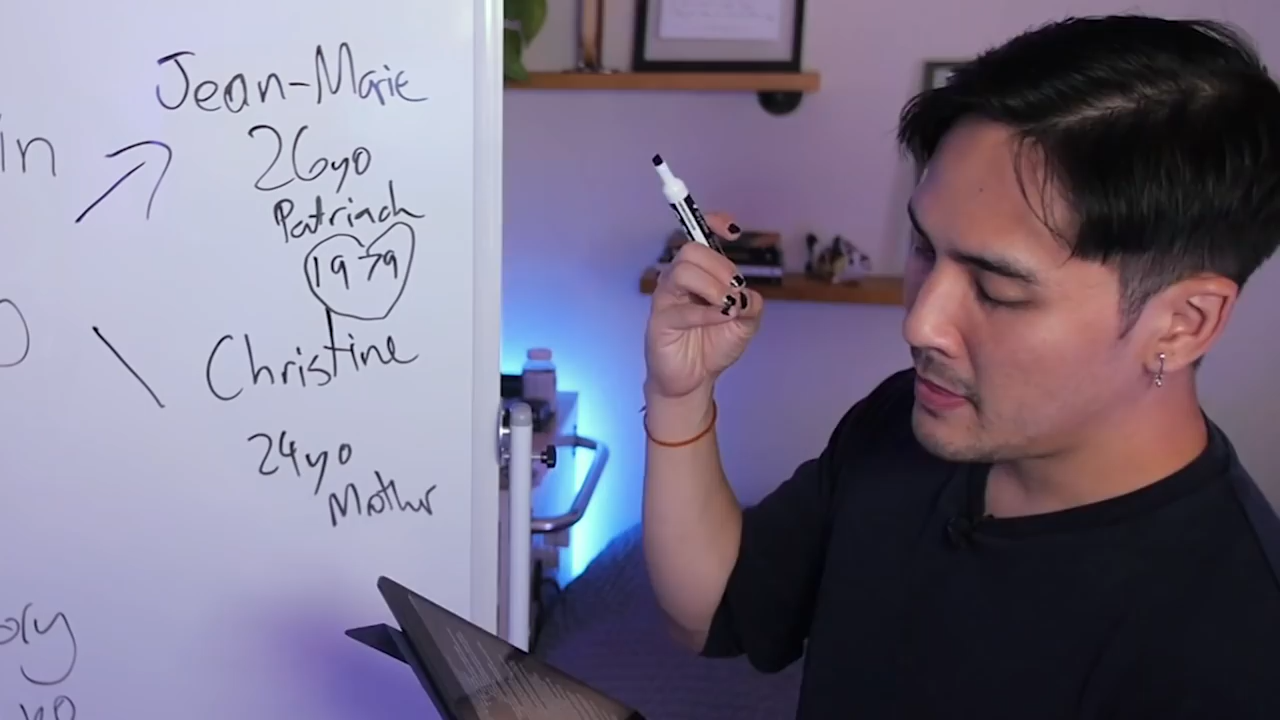 Jean-Marie
in
26yo
Patriach
1979
Christine
24yo
Mother